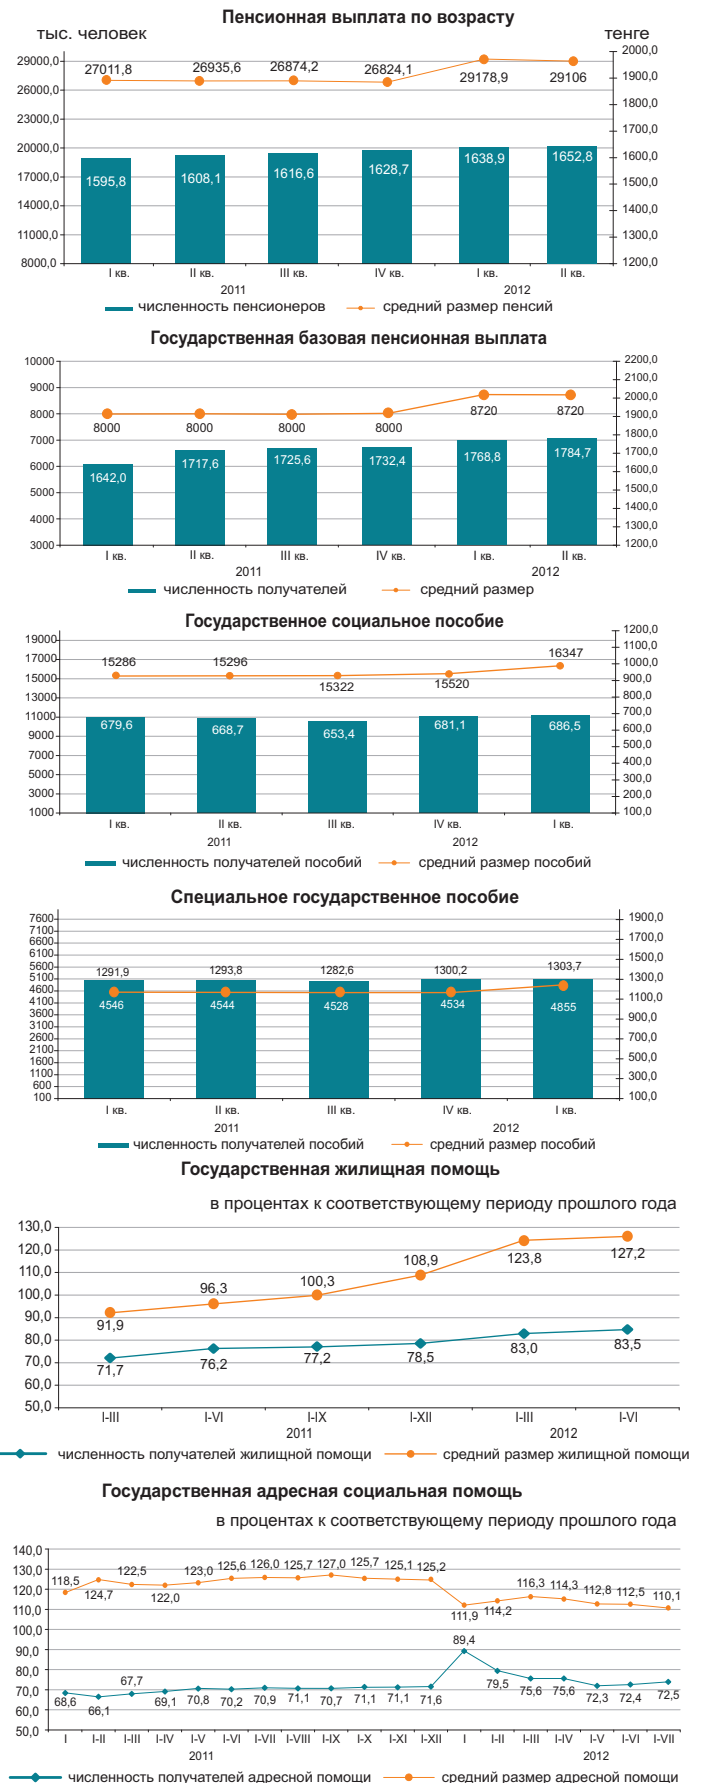 Пенсионная выплата по возрасту
тыс. человек тенге
29000,0 26000,0 23000,0 20000,0 17000,0 14000,0 11000,0 8000,0
2000,0 1900,0 1800,0 1700,0 1600,0 1500,0 1400,0 1300,0 1200,0
27011,8 26935,6 26874,2 26824,1 29178,9 29106
1595,8 1608,1 1616,6 1628,7 1638,9 1652,8
I кв. II кв. III кв. IV кв. I кв. II кв.
2011 2012
численность пенсионеров средний размер пенсий
Государственная базовая пенсионная выплата
10000 9000 8000 7000 6000 5000 4000 3000
2200,0 2100,0 2000,0 1900,0 1800,0 1700,0 1600,0 1500,0 1400,0 1300,0 1200,0
8000 8000 8000 8000 8720 8720
1642,0 1717,6 1725,6 1732,4 1768,8 1784,7
I кв. II кв. III кв. IV кв. I кв. II кв.
2011 2012
численность получателей средний размер
Государственное социальное пособие
19000 17000 15000 13000 11000 9000 7000 5000 3000 1000
1200,0 1000,0 900,0 800,0 700,0 600,0 500,0 400,0 300,0 200,0 100,0
15286 15296 15322 15520 16347
679,6 668,7 653,4 681,1 686,5
I кв. II кв. III кв. IV кв. I кв.
2011 2012
численность получателей пособий средний размер пособий
Специальное государственное пособие
7600 7100 6600 6100 5600 5100 4600 4100 3600 3100 2600 2100 1600 1100 600 100
1900,0 1700,0 1500,0 1300,0 1100,0 900,0 700,0 500,0 300,0 100,0
1291,9 1293,8 1282,6 1300,2 1303,7
4546 4544 4528 4534 4855
I кв. II кв. III кв. IV кв. I кв.
2011 2012
численность получателей пособий средний размер пособий
Государственная жилищная помощь
в процентах к соответствующему периоду прошлого года
130,0 120,0 110,0 100,0 90,0 80,0 70,0 60,0 50,0
91,9 96,3 100,3 108,9 123,8 127,2
71,7 76,2 77,2 78,5 83,0 83,5
I-III I-VI I-IX I-XII I-III I-VI
2011 2012
численность получателей жилищной помощи средний размер жилищной помощи
Государственная адресная социальная помощь
в процентах к соответствующему периоду прошлого года
140,0 130,0 120,0 110,0 100,0 90,0 80,0 70,0 60,0 50,0
118,5 124,7 122,5 122,0 123,0 125,6 126,0 125,7 127,0 125,7 125,1 125,2 111,9 114,2 116,3 114,3 112,8 112,5 110,1
68,6 66,1 67,7 69,1 70,8 70,2 70,9 71,1 70,7 71,1 71,1 71,6 89,4 79,5 75,6 75,6 72,3 72,4 72,5
I I-II I-III I-IV I-V I-VI I-VII I-VIII I-IX I-X I-XI I-XII I I-II I-III I-IV I-V I-VI I-VII
2011 2012
численность получателей адресной помощи средний размер адресной помощи